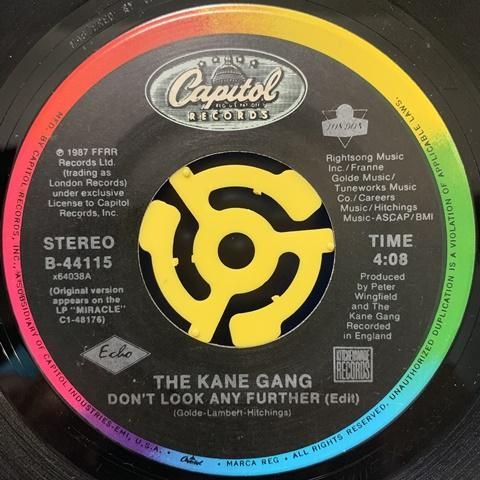 Capitol
REG. U.S. PAT. OFF.
RECORDS
LONDON
℗ 1987 FFRR
Records Ltd.
(trading as
London Records)
under exclusive
License to Capitol
Records, Inc.
Rightsong Music
Inc./Franne
Golde Music/
Tuneworks Music
Co./Careers
Music/Hitchings
Music-ASCAP/BMI
STEREO
B-44115
x64038A
(Original version
appears on the
LP "MIRACLE"
C1-48176)
TIME
4:08
Produced
by Peter
Wingfield
and The
Kane Gang
Recorded
in England
Echo
KITCHENWARE
RECORDS
THE KANE GANG
DON'T LOOK ANY FURTHER (Edit)
(Golde-Lambert-Hitchings)
MFD. BY CAPITOL RECORDS, INC., A SUBSIDIARY OF CAPITOL INDUSTRIES-EMI, U.S.A. • Capitol • MARCA REG. • ALL RIGHTS RESERVED. UNAUTHORIZED DUPLICATION IS A VIOLATION OF APPLICABLE LAWS.